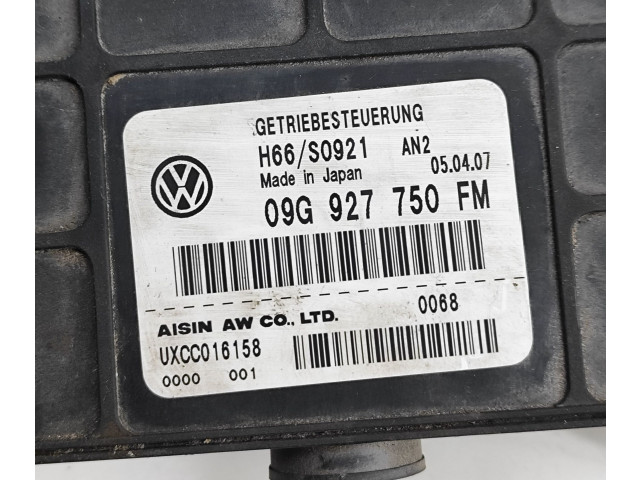 GETRIEBESTEUERUNG
H66/S0921 AN2
Made in Japan 05.04.07
09G 927 750 FM
AISIN AW CO., LTD. 0068
UXCC016158
0000 001